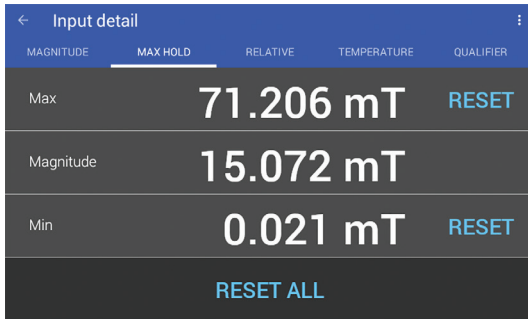 Input detail
MAGNITUDE MAX HOLD RELATIVE TEMPERATURE QUALIFIER
Max 71.206 mT RESET
Magnitude 15.072 mT
Min 0.021 mT RESET
RESET ALL